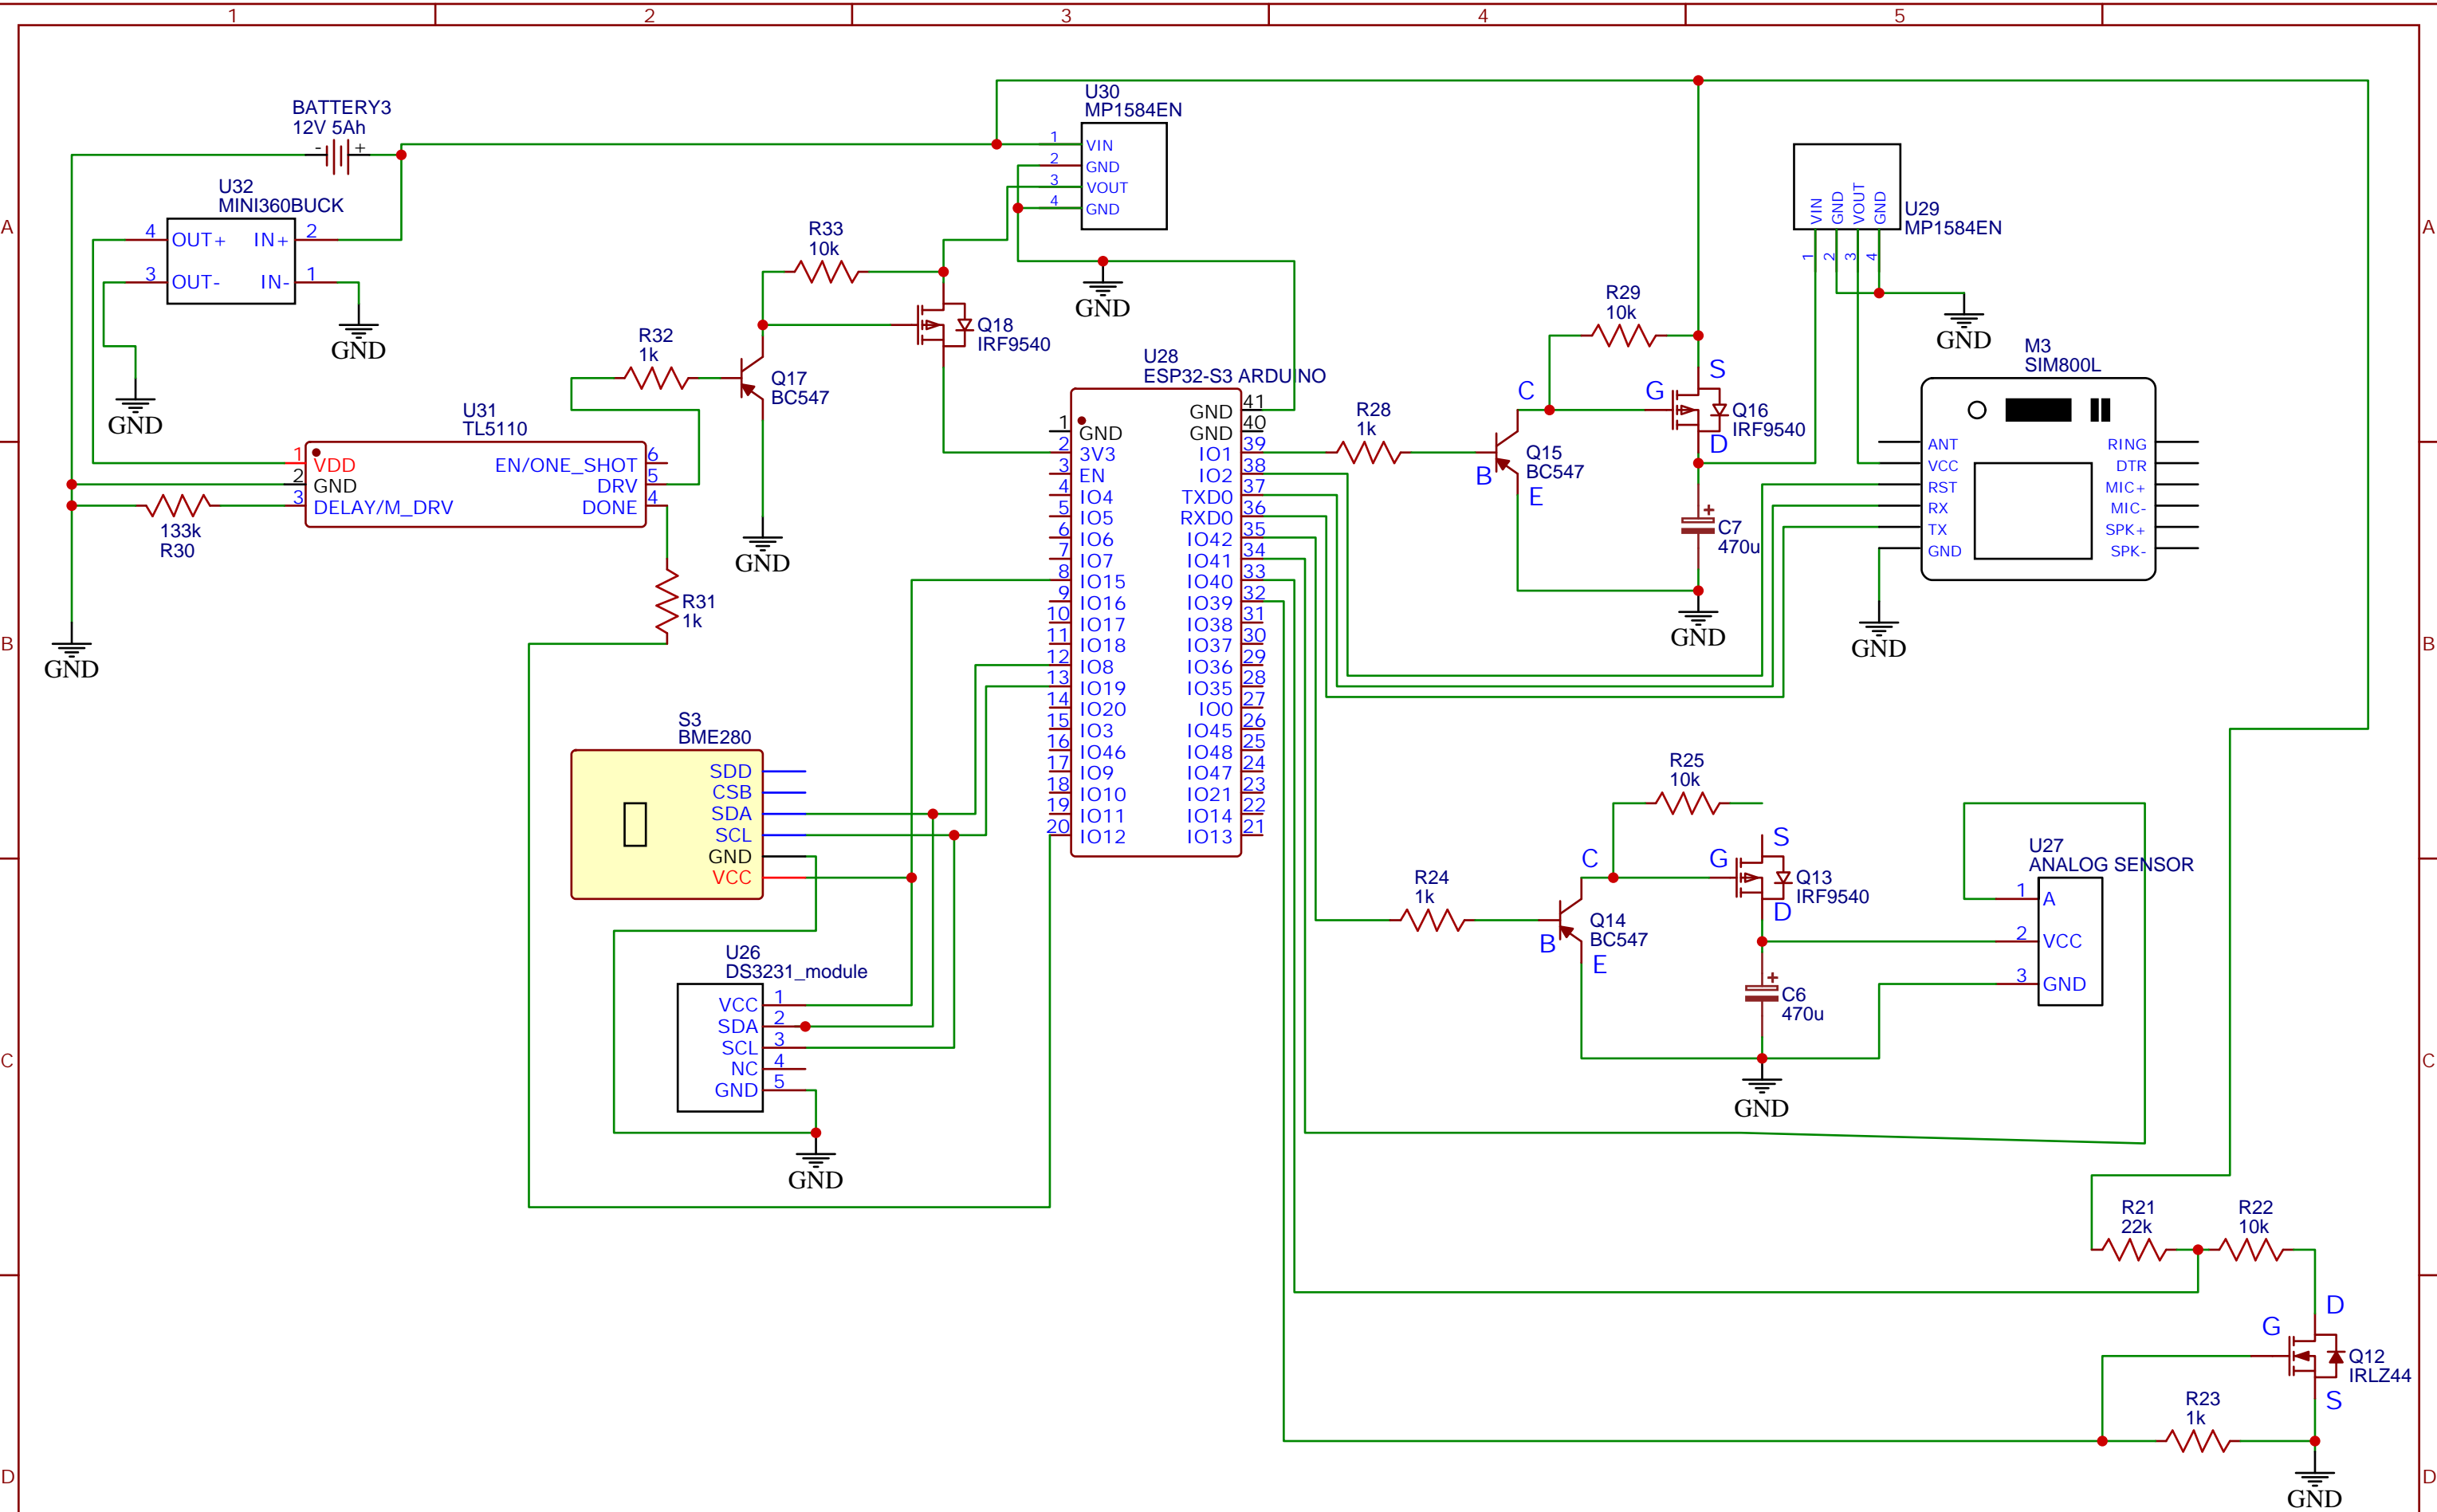 1
2
3
4
5
A
B
C
D
A
B
C
D
BATTERY3
12V 5Ah
-
+
U32
MINI360BUCK
4
OUT+
IN+
2
3
OUT-
IN-
1
GND
GND
U31
TL5110
1
VDD
EN/ONE_SHOT
6
2
GND
DRV
5
3
DELAY/M_DRV
DONE
4
133k
R30
GND
R31
1k
R32
1k
Q17
BC547
GND
R33
10k
Q18
IRF9540
U30
MP1584EN
1
VIN
2
GND
3
VOUT
4
GND
GND
U28
ESP32-S3 ARDUINO
1
GND
2
3V3
3
EN
4
IO4
5
IO5
6
IO6
7
IO7
8
IO15
9
IO16
10
IO17
11
IO18
12
IO8
13
IO19
14
IO20
15
IO3
16
IO46
17
IO9
18
IO10
19
IO11
20
IO12
GND
41
GND
40
IO1
39
IO2
38
TXD0
37
RXD0
36
IO42
35
IO41
34
IO40
33
IO39
32
IO38
31
IO37
30
IO36
29
IO35
28
IO0
27
IO45
26
IO48
25
IO47
24
IO21
23
IO14
22
IO13
21
R28
1k
C
B
E
Q15
BC547
R29
10k
S
G
D
Q16
IRF9540
+
C7
470u
GND
VIN
GND
VOUT
GND
1
2
3
4
U29
MP1584EN
GND
M3
SIM800L
ANT
VCC
RST
RX
TX
GND
RING
DTR
MIC+
MIC-
SPK+
SPK-
GND
S3
BME280
SDD
CSB
SDA
SCL
GND
VCC
U26
DS3231_module
VCC
1
SDA
2
SCL
3
NC
4
GND
5
GND
R24
1k
C
B
E
Q14
BC547
R25
10k
S
G
D
Q13
IRF9540
+
C6
470u
GND
U27
ANALOG SENSOR
1
A
2
VCC
3
GND
R21
22k
R22
10k
D
G
S
Q12
IRLZ44
R23
1k
GND